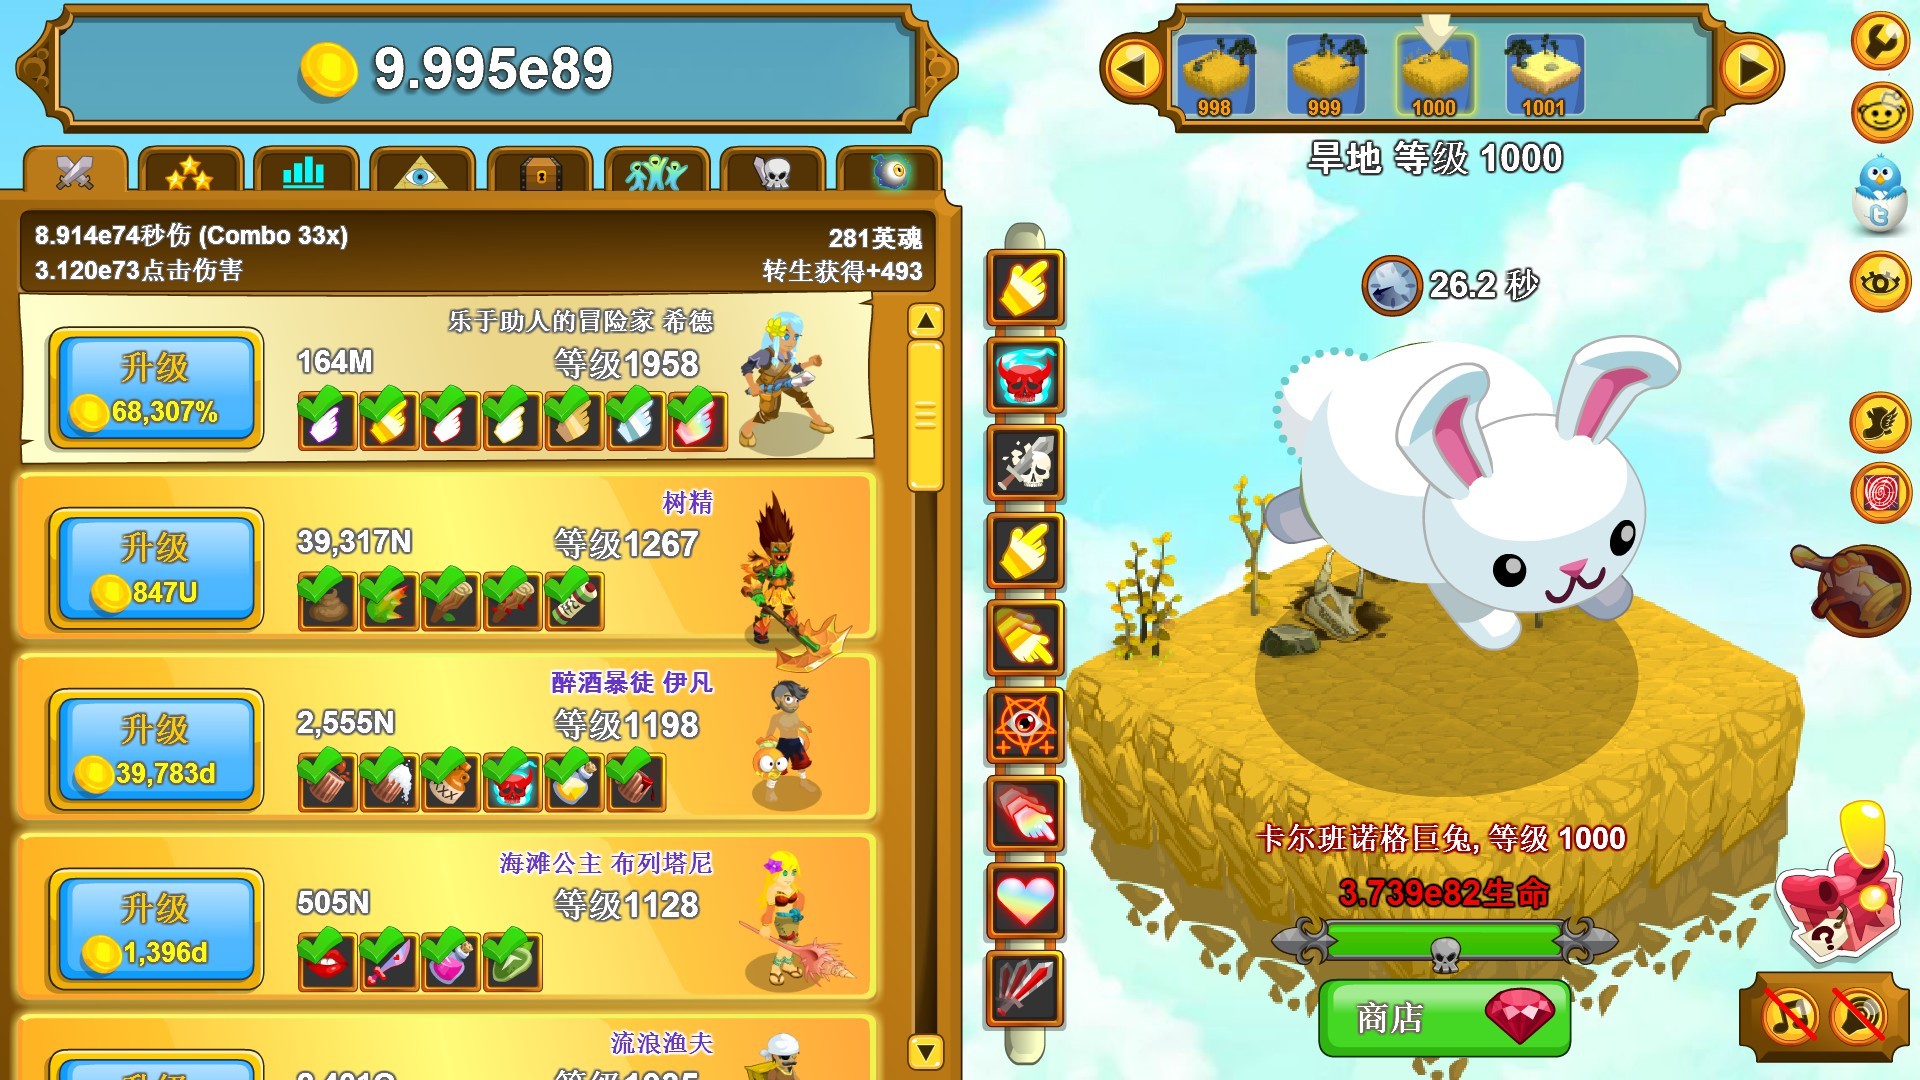 9.995e89
8.914e74秒伤 (Combo 33x)
281英魂
3.120e73点击伤害
转生获得+493
乐于助人的冒险家 希德
升级
68,307%
164M
等级1958
树精
升级
847U
39,317N
等级1267
醉酒暴徒 伊凡
升级
39,783d
2,555N
等级1198
海滩公主 布列塔尼
升级
1,396d
505N
等级1128
流浪渔夫
998
999
1000
1001
旱地 等级 1000
26.2 秒
卡尔班诺格巨兔, 等级 1000
3.739e82生命
商店